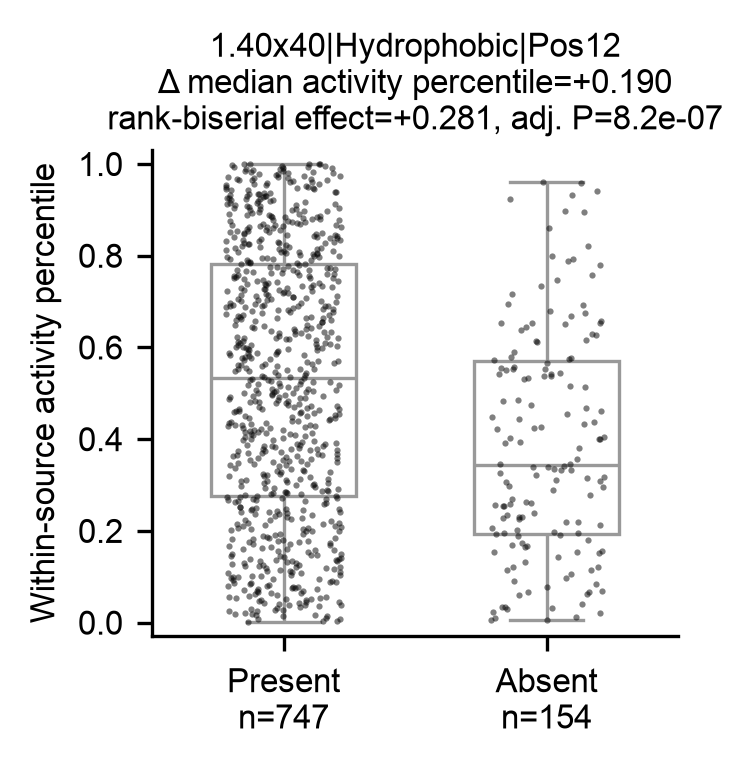 1.40x40|Hydrophobic|Pos12
Δ median activity percentile=+0.190
rank-biserial effect=+0.281, adj. P=8.2e-07
Within-source activity percentile
1.0
0.8
0.6
0.4
0.2
0.0
Present
n=747
Absent
n=154